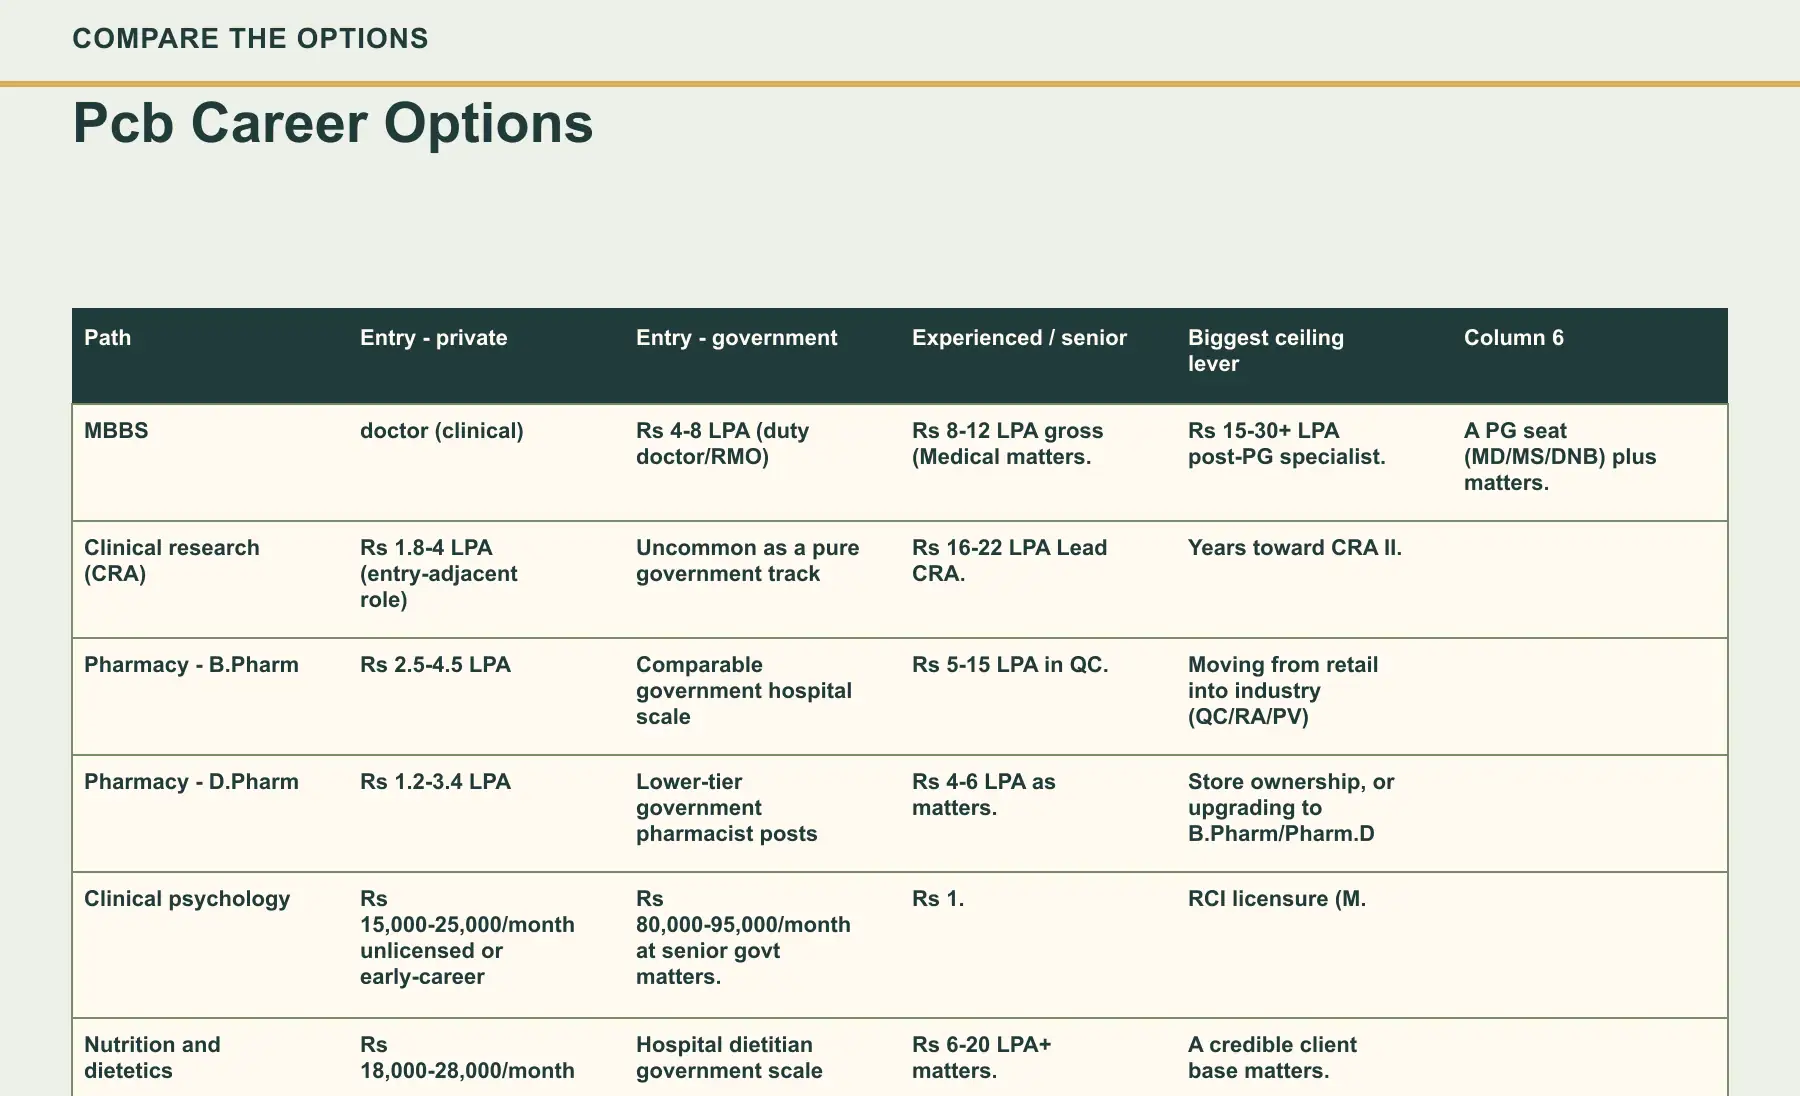 COMPARE THE OPTIONS
Pcb Career Options
Path
Entry - private
Entry - government
Experienced / senior
Biggest ceiling
lever
Column 6
MBBS
doctor (clinical)
Rs 4-8 LPA (duty
doctor/RMO)
Rs 8-12 LPA gross
(Medical matters.
Rs 15-30+ LPA
post-PG specialist.
A PG seat
(MD/MS/DNB) plus
matters.
Clinical research
(CRA)
Rs 1.8-4 LPA
(entry-adjacent
role)
Uncommon as a pure
government track
Rs 16-22 LPA Lead
CRA.
Years toward CRA II.
Pharmacy - B.Pharm
Rs 2.5-4.5 LPA
Comparable
government hospital
scale
Rs 5-15 LPA in QC.
Moving from retail
into industry
(QC/RA/PV)
Pharmacy - D.Pharm
Rs 1.2-3.4 LPA
Lower-tier
government
pharmacist posts
Rs 4-6 LPA as
matters.
Store ownership, or
upgrading to
B.Pharm/Pharm.D
Clinical psychology
Rs
15,000-25,000/month
unlicensed or
early-career
Rs
80,000-95,000/month
at senior govt
matters.
Rs 1.
RCI licensure (M.
Nutrition and
dietetics
Rs
18,000-28,000/month
Hospital dietitian
government scale
Rs 6-20 LPA+
matters.
A credible client
base matters.